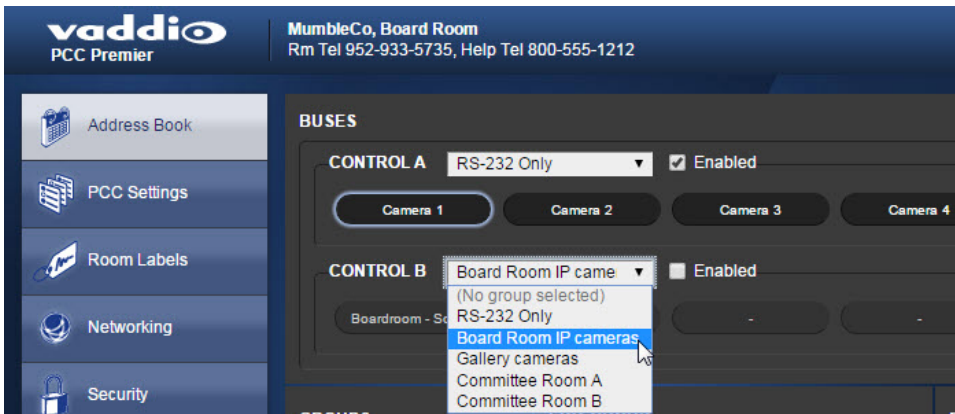 vaddio
PCC Premier
MumbleCo, Board Room
Rm Tel 952-933-5735, Help Tel 800-555-1212
Address Book
PCC Settings
Room Labels
Networking
Security
BUSES
CONTROL A RS-232 Only Enabled
Camera 1 Camera 2 Camera 3 Camera 4
CONTROL B Board Room IP came Enabled
Boardroom - - -
(No group selected)
RS-232 Only
Board Room IP cameras
Gallery cameras
Committee Room A
Committee Room B